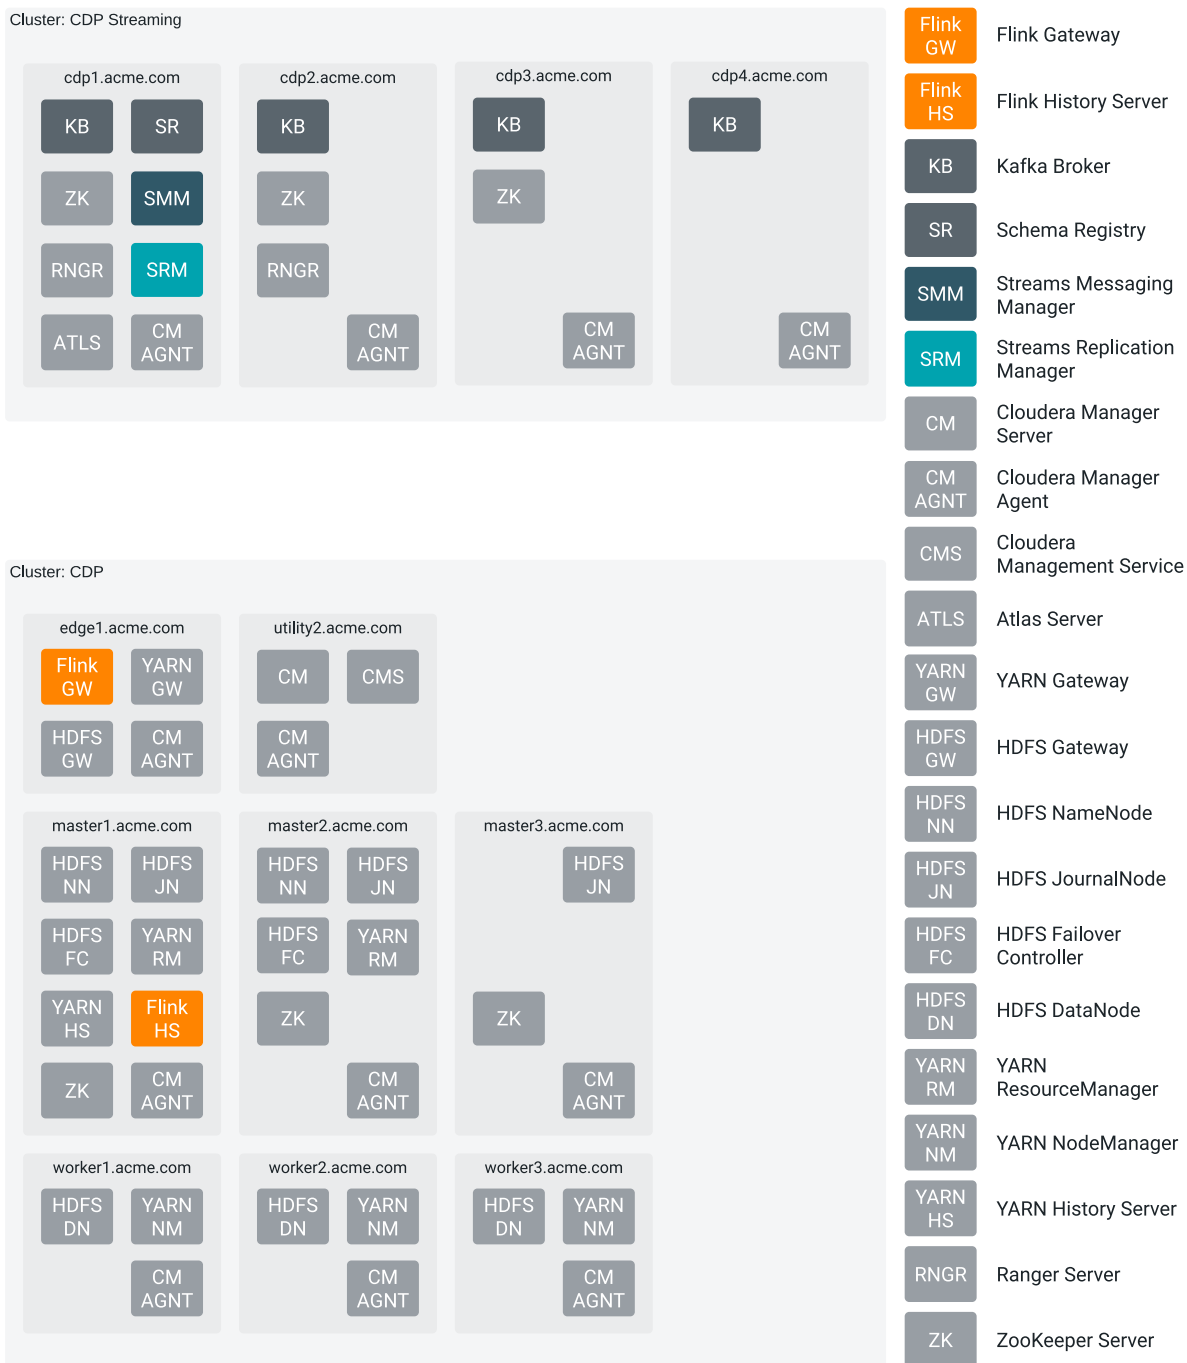 Cluster: CDP Streaming
cdp1.acme.com
KB
SR
ZK
SMM
RNGR
SRM
ATLS
CM
AGNT
cdp2.acme.com
KB
ZK
RNGR
CM
AGNT
cdp3.acme.com
KB
ZK
CM
AGNT
cdp4.acme.com
KB
CM
AGNT
Cluster: CDP
edge1.acme.com
Flink
GW
YARN
GW
HDFS
GW
CM
AGNT
utility2.acme.com
CM
CMS
CM
AGNT
master1.acme.com
HDFS
NN
HDFS
JN
HDFS
FC
YARN
RM
YARN
HS
Flink
HS
ZK
CM
AGNT
master2.acme.com
HDFS
NN
HDFS
JN
HDFS
FC
YARN
RM
ZK
CM
AGNT
master3.acme.com
HDFS
JN
ZK
CM
AGNT
worker1.acme.com
HDFS
DN
YARN
NM
CM
AGNT
worker2.acme.com
HDFS
DN
YARN
NM
CM
AGNT
worker3.acme.com
HDFS
DN
YARN
NM
CM
AGNT
Flink
GW
Flink Gateway
Flink
HS
Flink History Server
KB
Kafka Broker
SR
Schema Registry
SMM
Streams Messaging
Manager
SRM
Streams Replication
Manager
CM
Cloudera Manager
Server
CM
AGNT
Cloudera Manager
Agent
CMS
Cloudera
Management Service
ATLS
Atlas Server
YARN
GW
YARN Gateway
HDFS
GW
HDFS Gateway
HDFS
NN
HDFS NameNode
HDFS
JN
HDFS JournalNode
HDFS
FC
HDFS Failover
Controller
HDFS
DN
HDFS DataNode
YARN
RM
YARN
ResourceManager
YARN
NM
YARN NodeManager
YARN
HS
YARN History Server
RNGR
Ranger Server
ZK
ZooKeeper Server